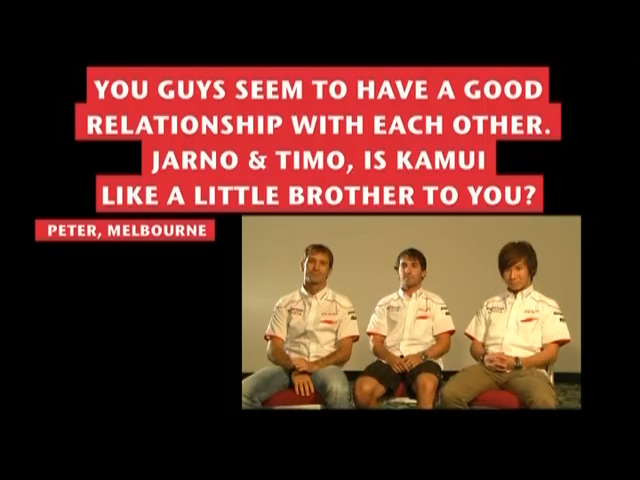 YOU GUYS SEEM TO HAVE A GOOD
RELATIONSHIP WITH EACH OTHER.
JARNO & TIMO, IS KAMUI
LIKE A LITTLE BROTHER TO YOU?
PETER, MELBOURNE